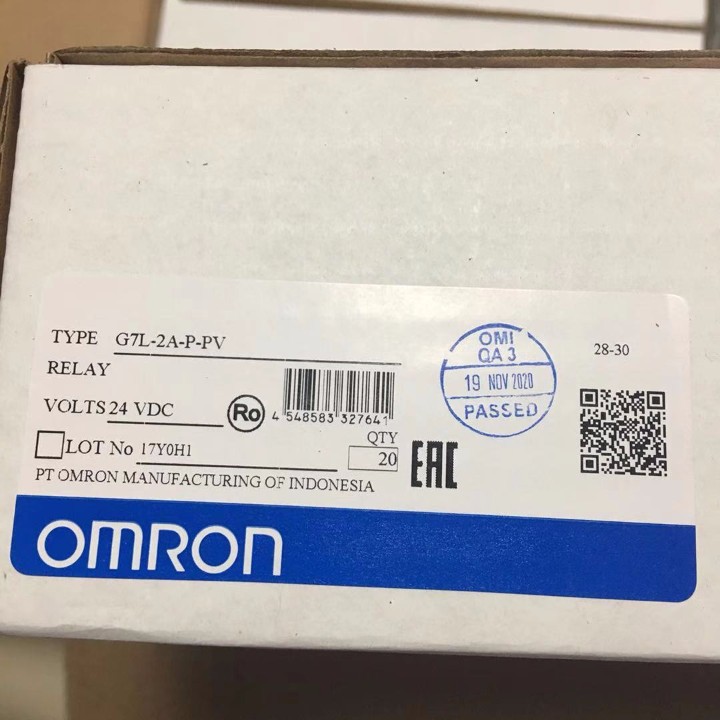 TYPE G7L-2A-P-PV
RELAY
VOLTS 24 VDC
Ro
4 548583 327641
LOT No 17Y0H1
QTY
20
PT OMRON MANUFACTURING OF INDONESIA
EAC
OMI
QA 3
19 NOV 2020
PASSED
28-30
OMRON